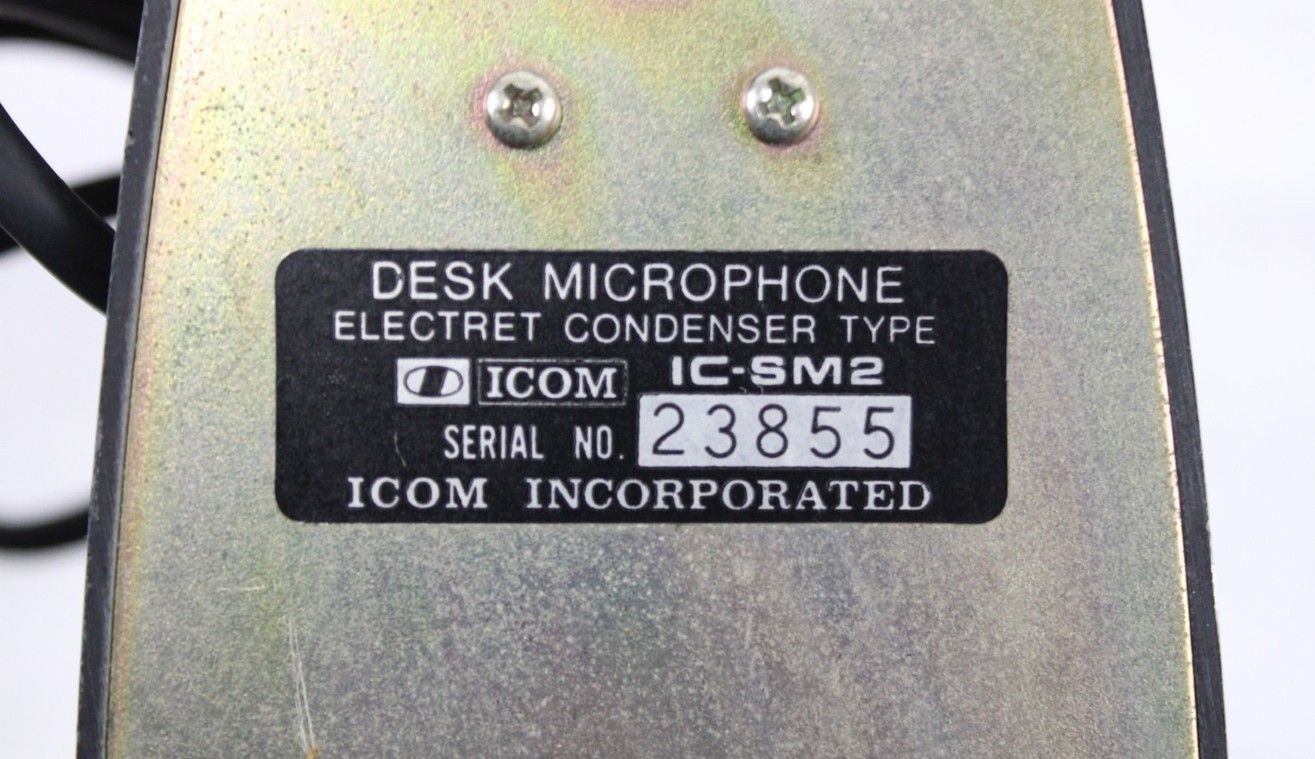 DESK MICROPHONE
ELECTRET CONDENSER TYPE
ICOM IC-SM2
SERIAL NO. 23855
ICOM INCORPORATED